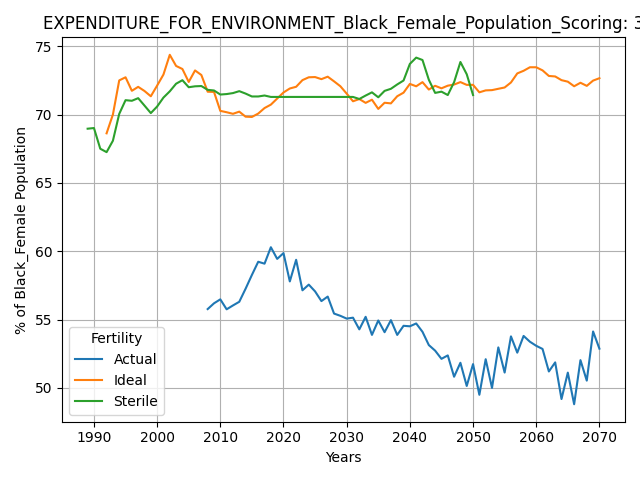 EXPENDITURE_FOR_ENVIRONMENT_Black_Female_Population_Scoring: 3
75
70
65
60
55
50
% of Black_Female Population
Fertility
Actual
Ideal
Sterile
1990 2000 2010 2020 2030 2040 2050 2060 2070
Years